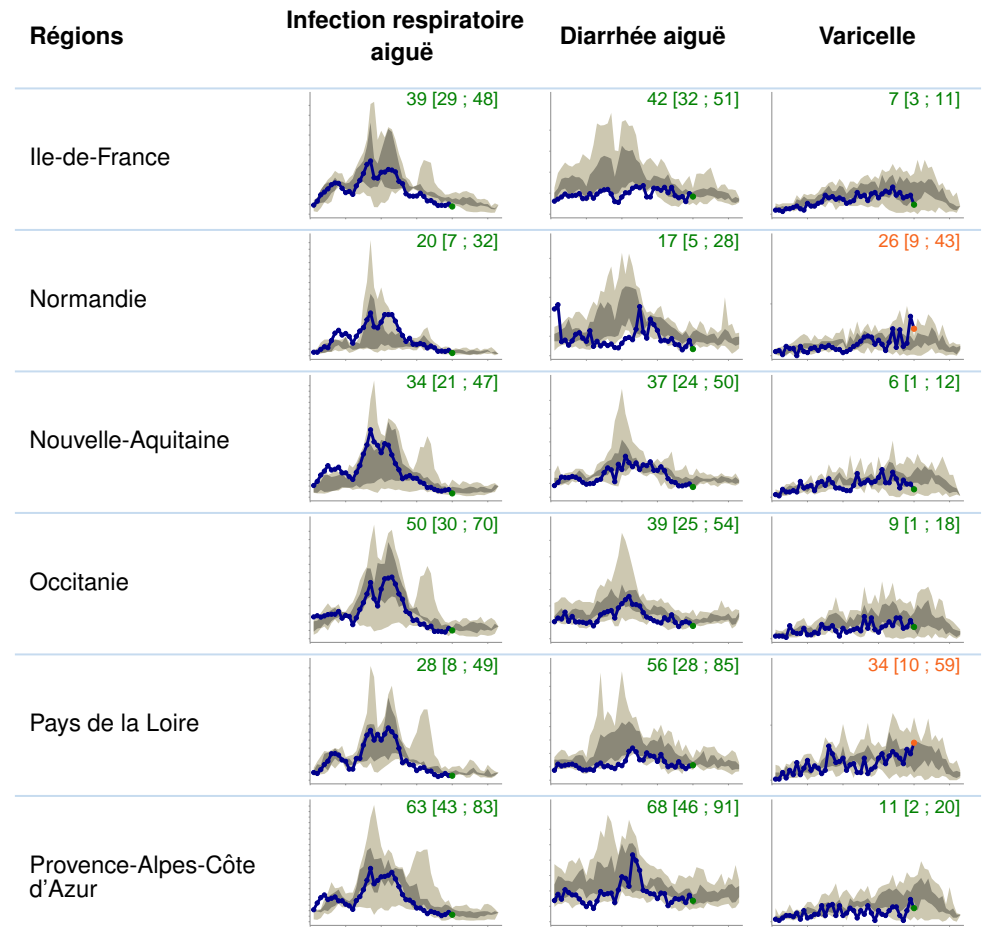 Régions
Infection respiratoire
aiguë
Diarrhée aiguë
Varicelle
Ile-de-France
39 [29 ; 48]
42 [32 ; 51]
7 [3 ; 11]
Normandie
20 [7 ; 32]
17 [5 ; 28]
26 [9 ; 43]
Nouvelle-Aquitaine
34 [21 ; 47]
37 [24 ; 50]
6 [1 ; 12]
Occitanie
50 [30 ; 70]
39 [25 ; 54]
9 [1 ; 18]
Pays de la Loire
28 [8 ; 49]
56 [28 ; 85]
34 [10 ; 59]
Provence-Alpes-Côte
d'Azur
63 [43 ; 83]
68 [46 ; 91]
11 [2 ; 20]